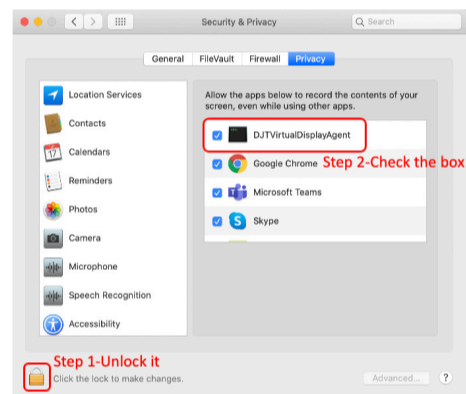 Security & Privacy
Search
General FileVault Firewall Privacy
Location Services
Contacts
17
Calendars
Reminders
Photos
Camera
Microphone
Speech Recognition
Accessibility
Allow the apps below to record the contents of your
screen, even while using other apps.
DJTVirtualDisplayAgent
Google Chrome
Step 2-Check the box
Microsoft Teams
Skype
Step 1-Unlock it
Click the lock to make changes.
Advanced...
?